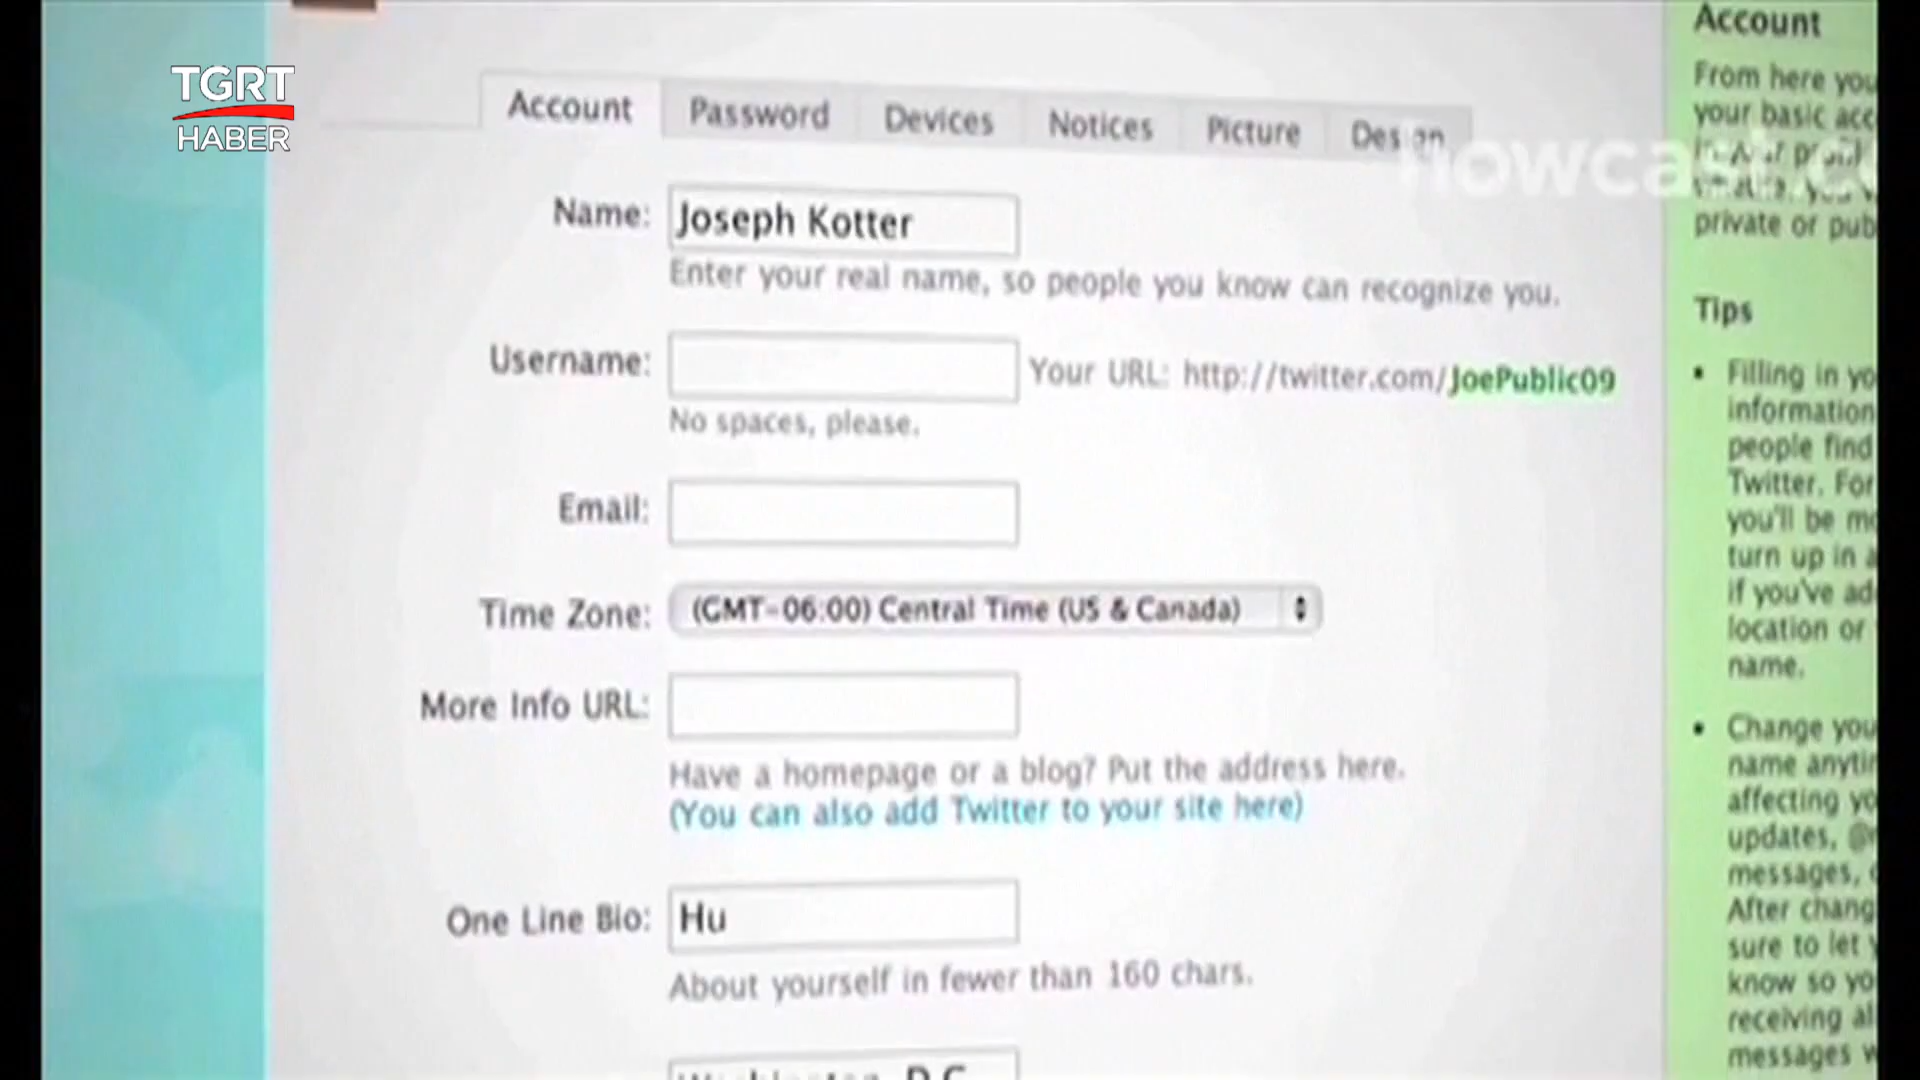 TGRT
HABER
Account
Password
Devices
Notices
Picture
Name:
Joseph Kotter
Enter your real name, so people you know can recognize you.
Username:
Your URL: http://twitter.com/JoePublic09
No spaces, please.
Email:
Time Zone:
(GMT-06:00) Central Time (US & Canada)
More Info URL:
Have a homepage or a blog? Put the address here.
(You can also add Twitter to your site here)
One Line Bio:
Hu
About yourself in fewer than 160 chars.
Account
From here you
your basic acc
private or pub
Tips
• Filling in yo
information
people find
Twitter. For
you'll be mo
turn up in a
if you've ad
location or
name.
• Change you
name anytin
affecting yo
updates, @r
messages,
After chang
sure to let y
know so yo
receiving al
messages w